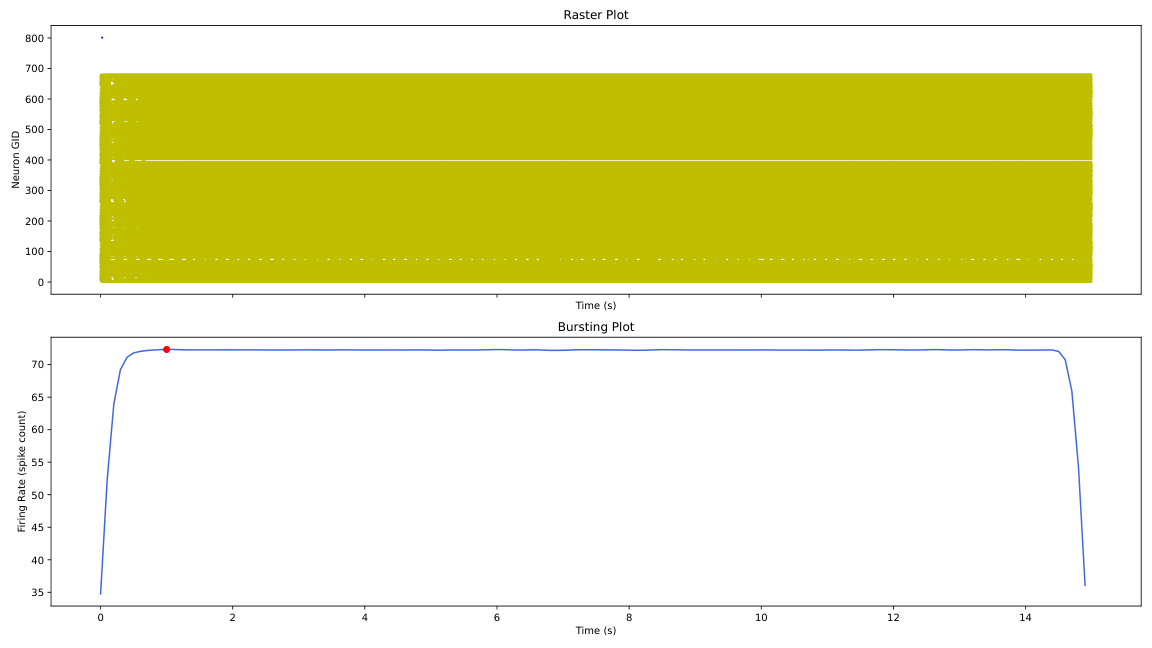 Raster Plot
800
700
600
500
400
300
200
100
0
Neuron GID
Time (s)
Bursting Plot
70
65
60
55
50
45
40
35
Firing Rate (spike count)
0 2 4 6 8 10 12 14
Time (s)